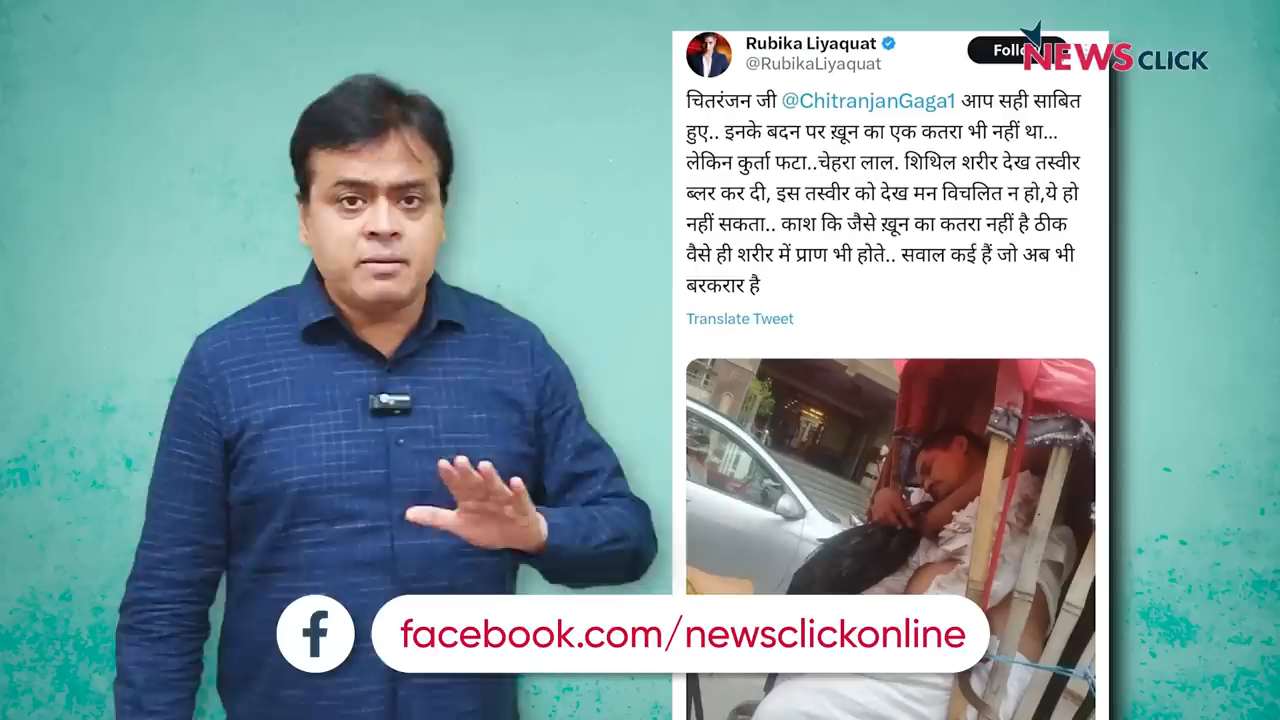 Rubika Liyaquat
@RubikaLiyaquat
NEWS CLICK
चितरंजन जी @ChitranjanGaga1 आप सही साबित
हुए.. इनके बदन पर ख़ून का एक कतरा भी नहीं था...
लेकिन कुर्ता फटा..चेहरा लाल. शिथिल शरीर देख तस्वीर
ब्लर कर दी, इस तस्वीर को देख मन विचलित न हो,ये हो
नहीं सकता.. काश कि जैसे ख़ून का कतरा नहीं है ठीक
वैसे ही शरीर में प्राण भी होते.. सवाल कई हैं जो अब भी
बरकरार है
Translate Tweet
facebook.com/newsclickonline